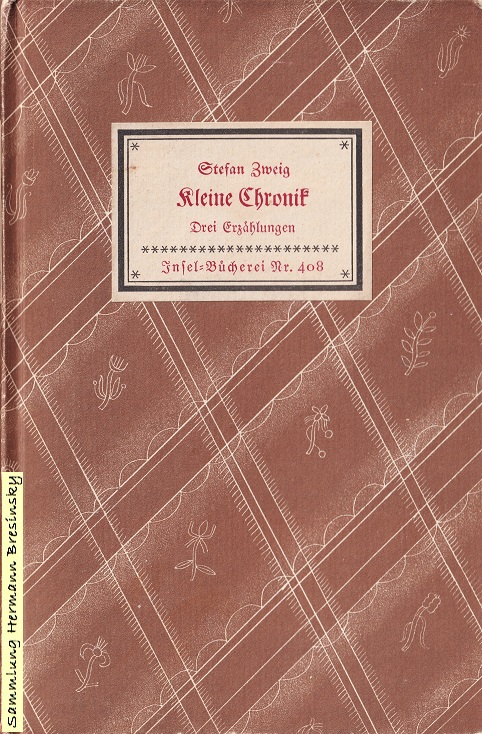 Stefan Zweig
Kleine Chronik
Drei Erzählungen
*******************
Insel-Bücherei Nr. 408
Sammlung Hermann Bresinsky